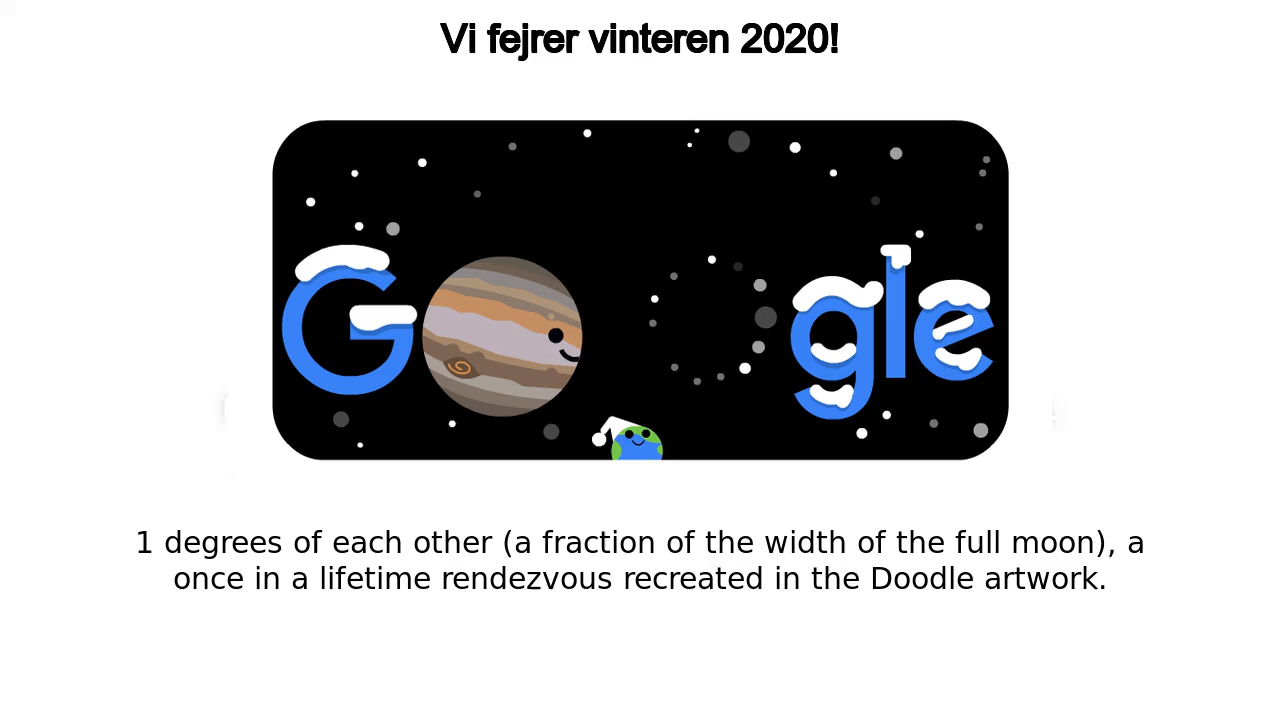 Vi fejrer vinteren 2020!
Google
1 degrees of each other (a fraction of the width of the full moon), a
once in a lifetime rendezvous recreated in the Doodle artwork.